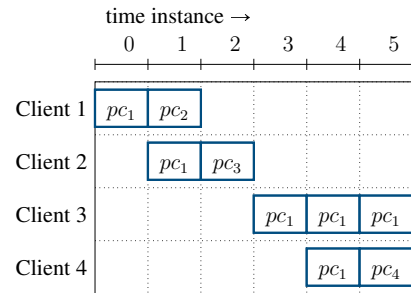 time instance →
0 1 2 3 4 5
Client 1 pc₁ pc₂
Client 2 pc₁ pc₃
Client 3 pc₁ pc₁ pc₁
Client 4 pc₁ pc₄